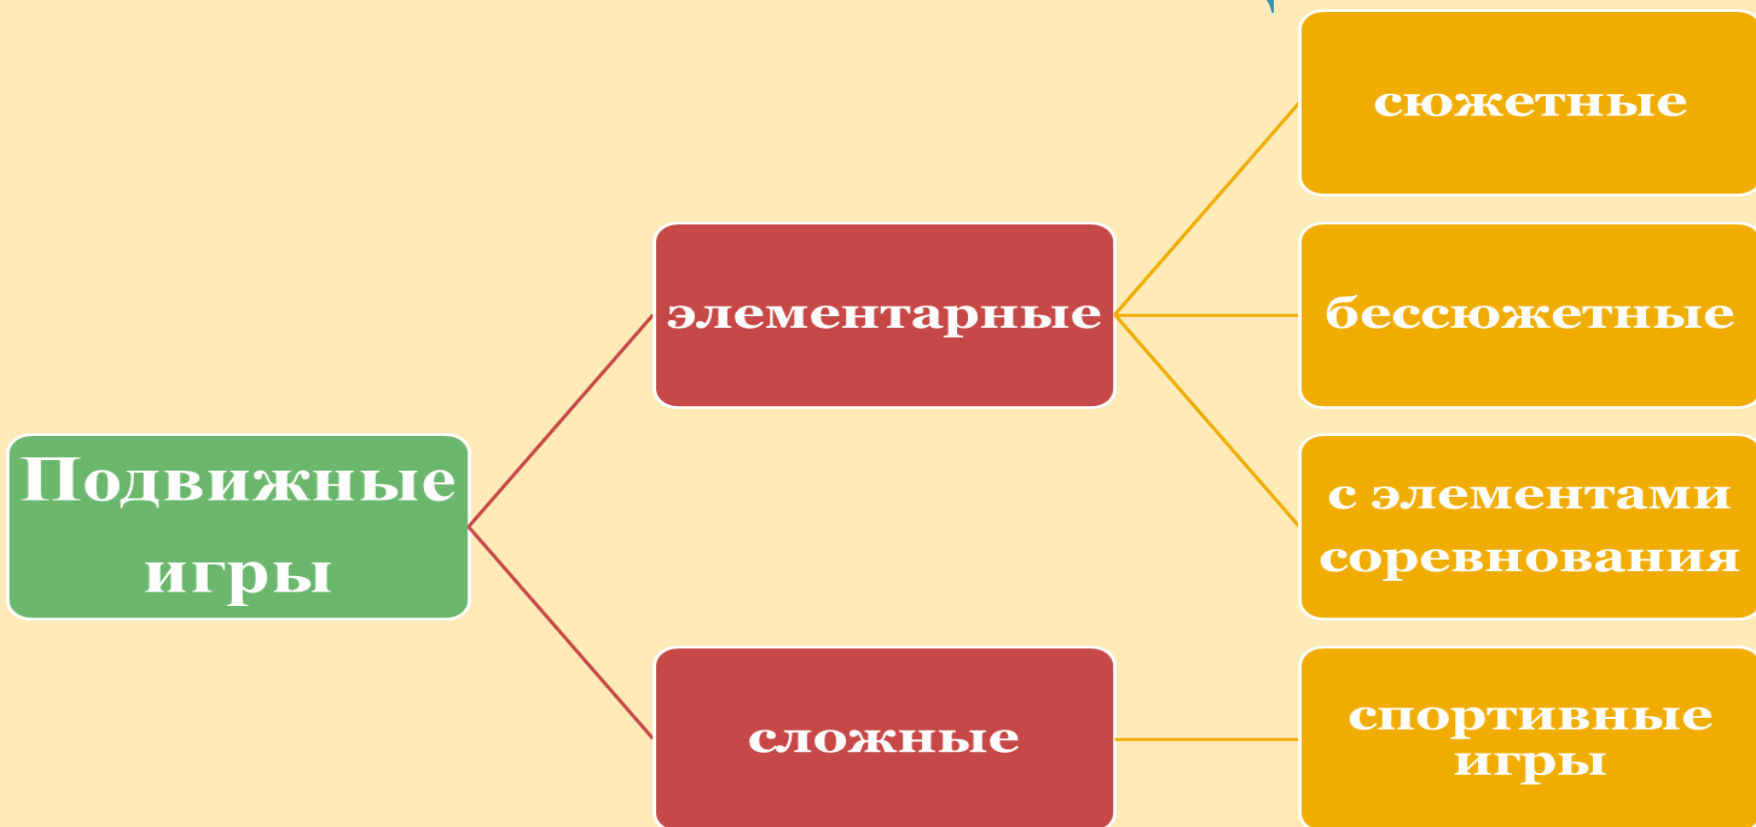 Подвижные
игры
элементарные
сложные
сюжетные
бессюжетные
с элементами
соревнования
спортивные
игры